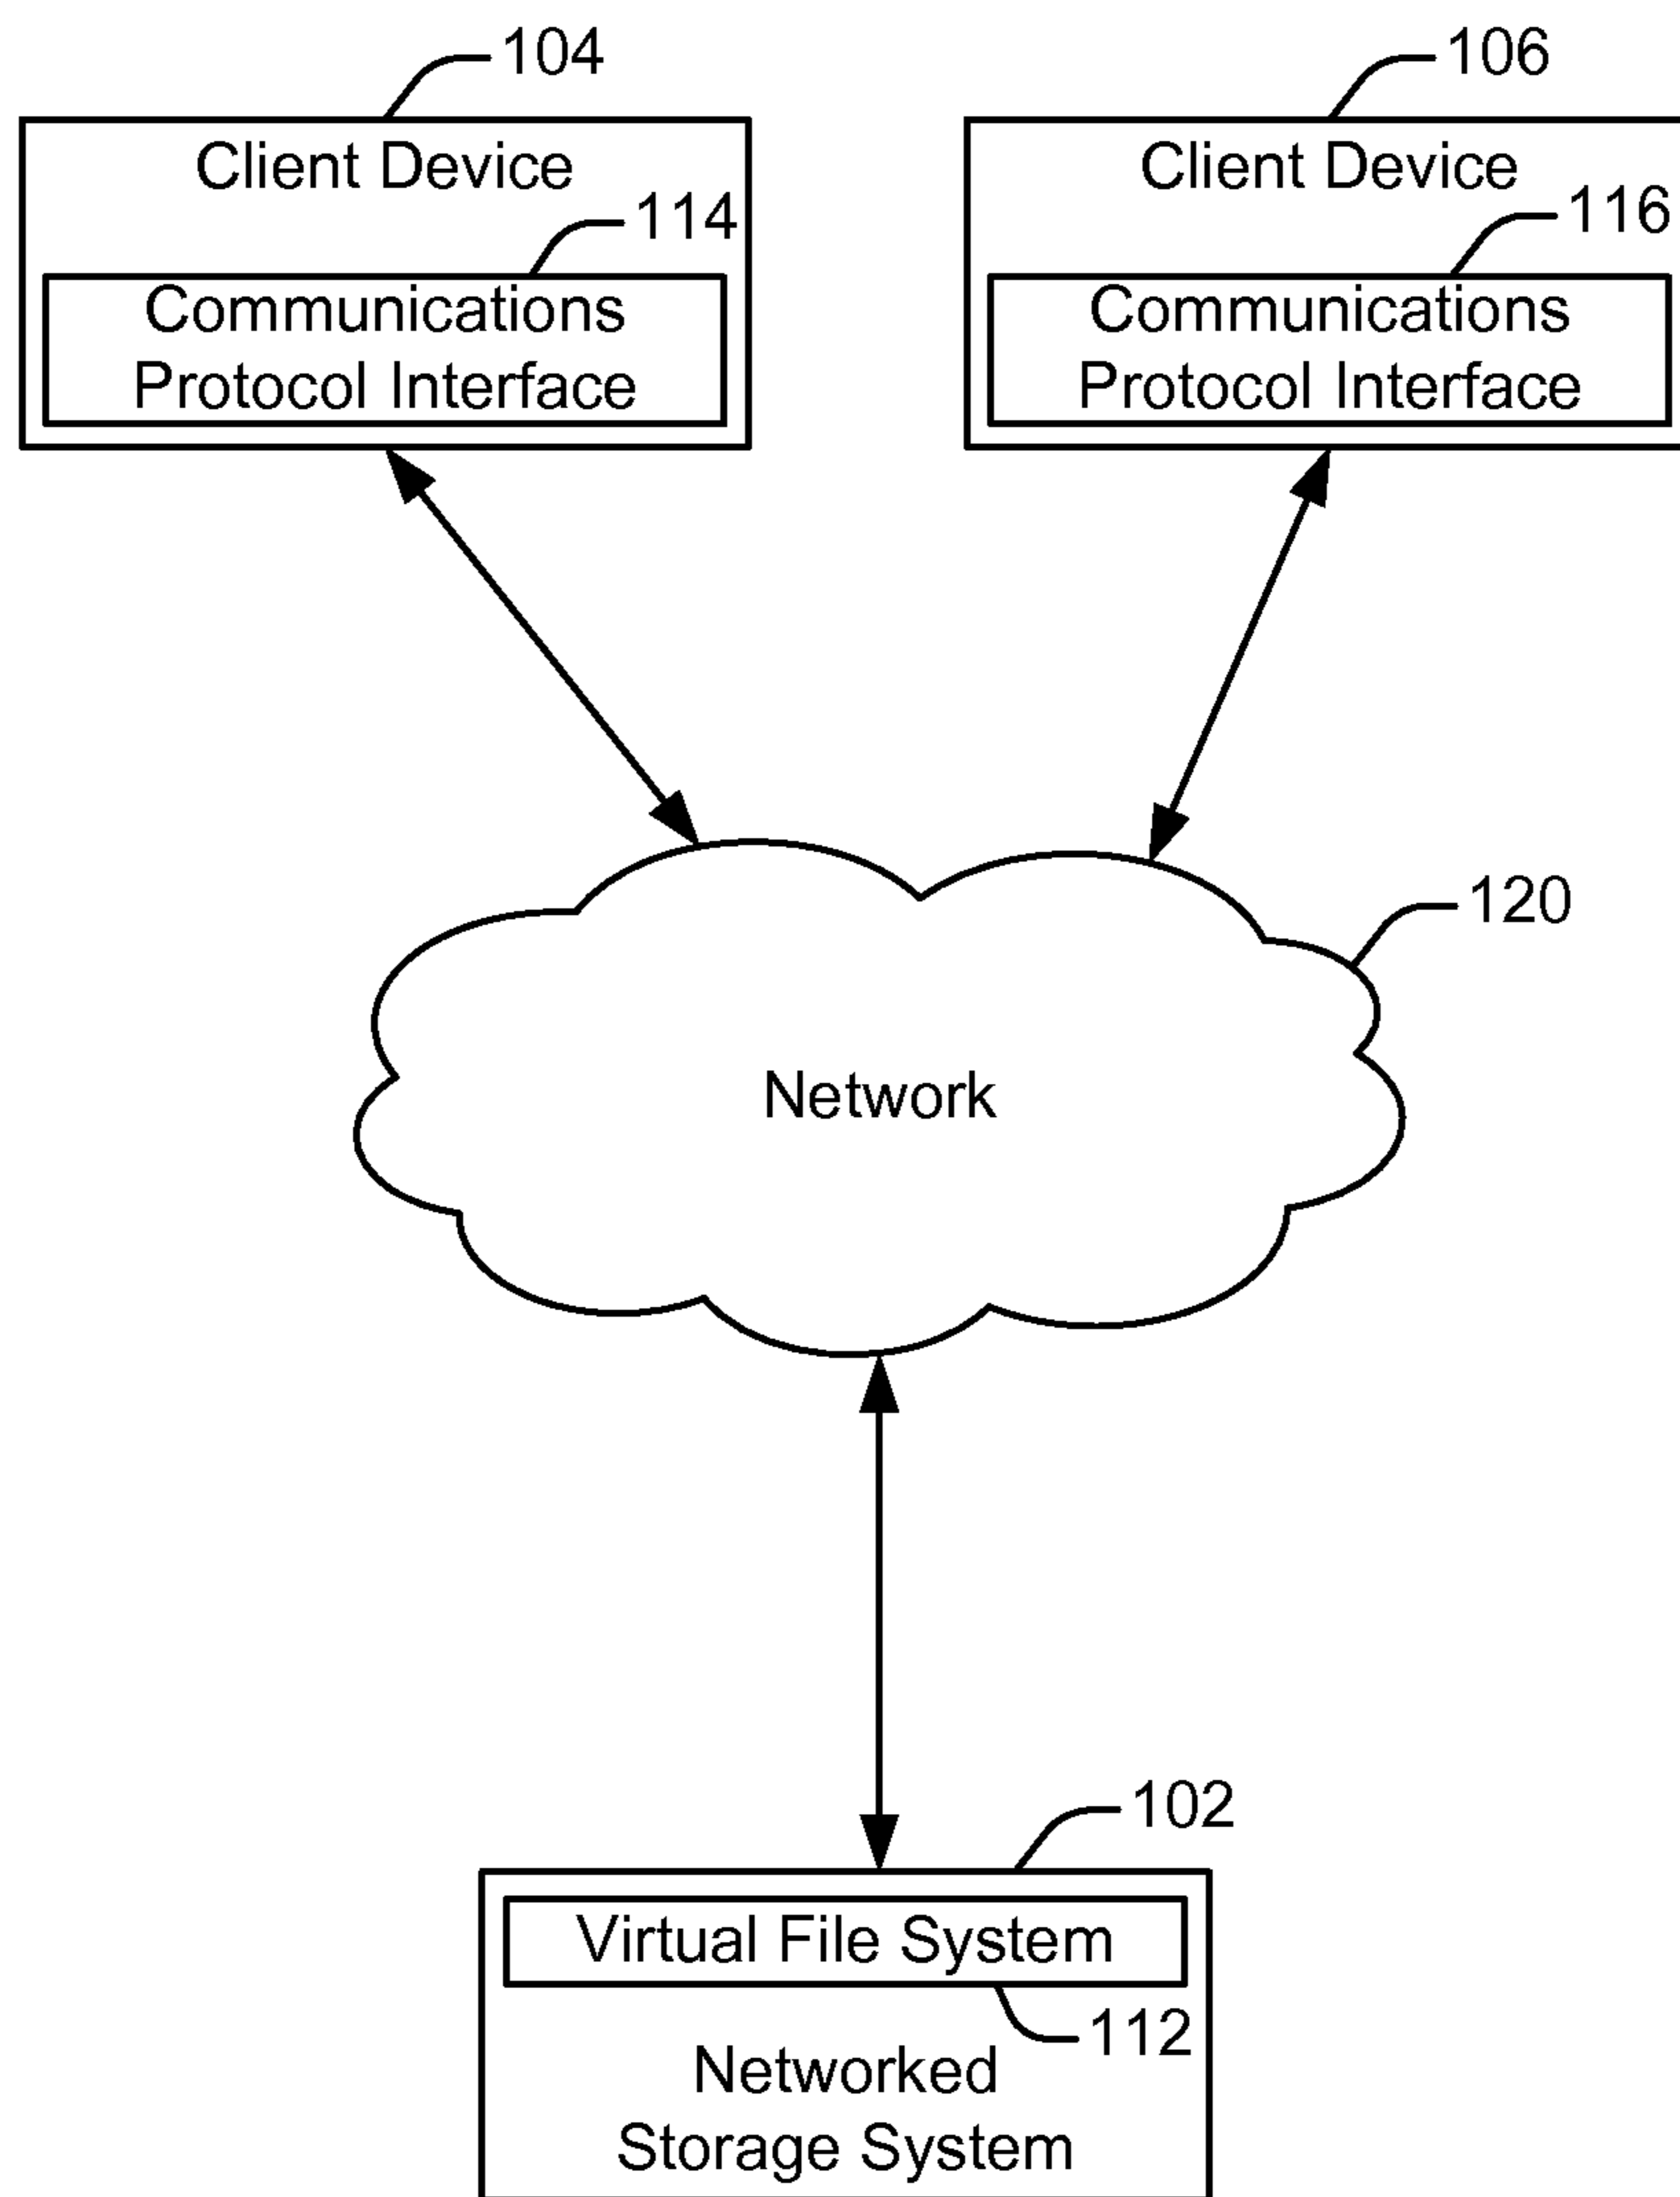 104
106
Client Device
Client Device
114
116
Communications
Protocol Interface
Communications
Protocol Interface
120
Network
102
Virtual File System
112
Networked
Storage System